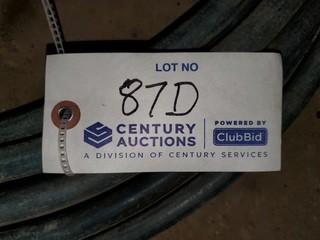 LOT NO
87D
CENTURY
AUCTIONS
POWERED BY
ClubBid
A DIVISION OF CENTURY SERVICES